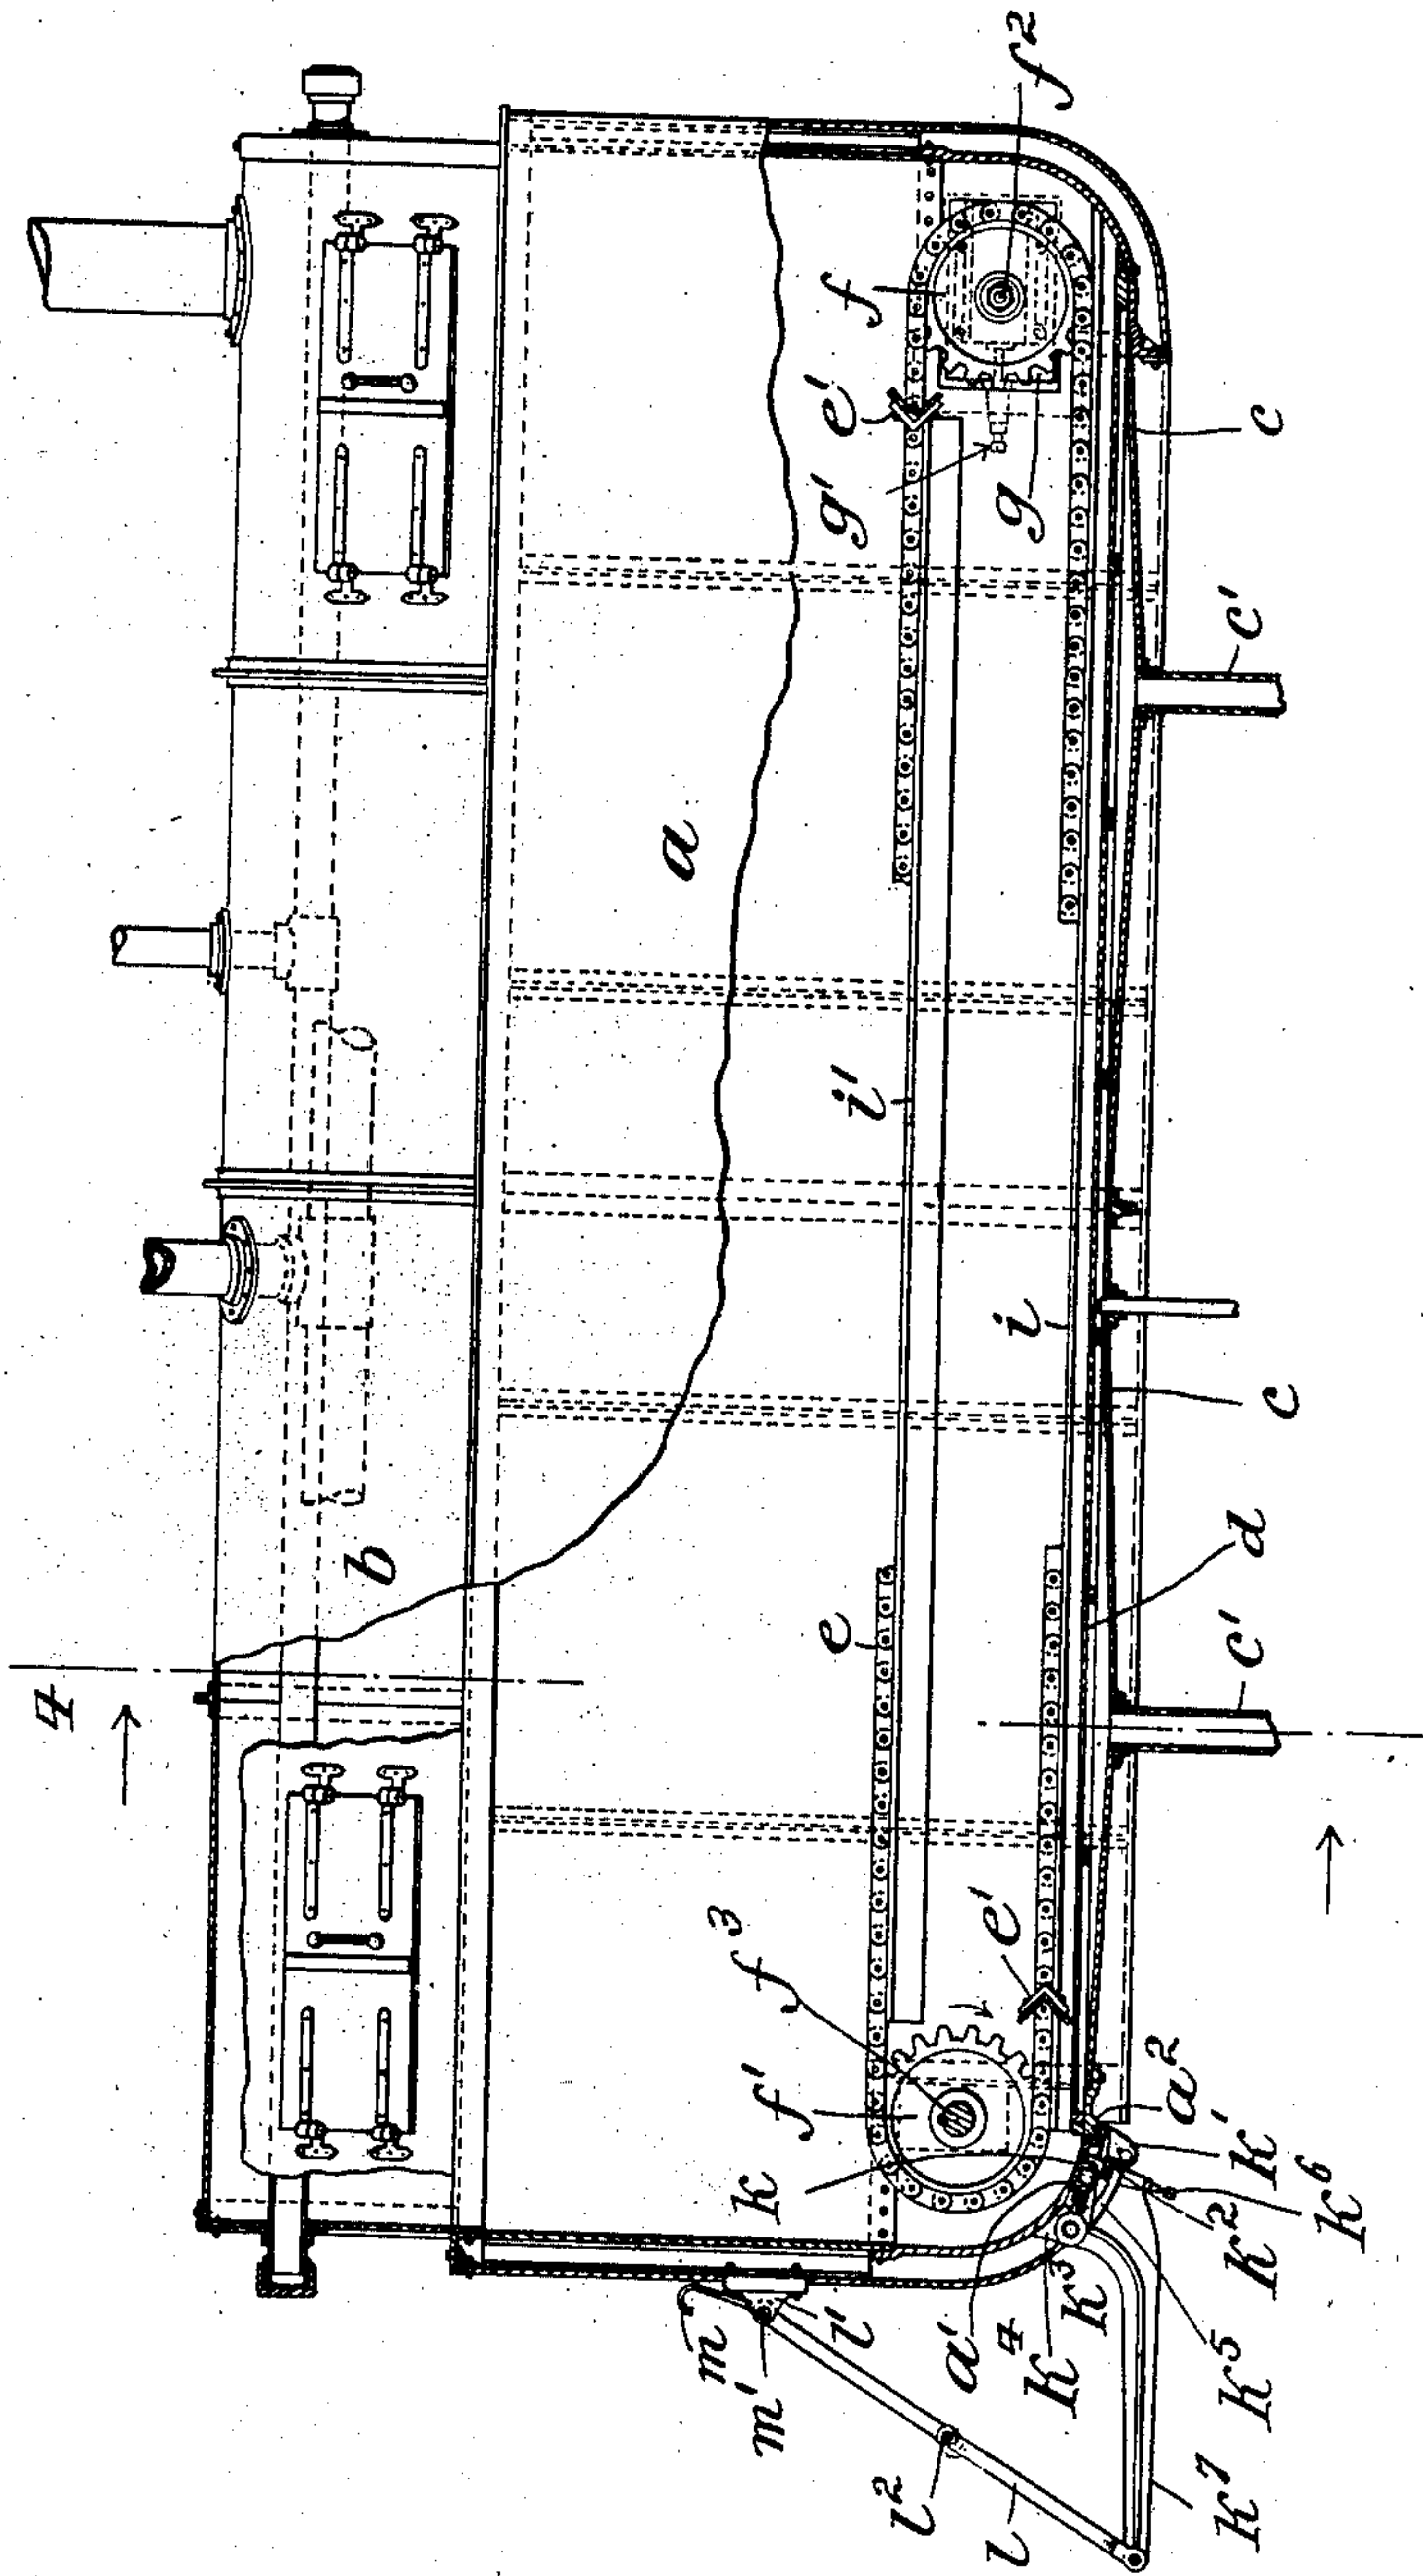 4
b
a
f²
f
e'
g'
g
c
c'
i'
i
c
e
d
c'
f³
e'
f'
k
a²
k'
k⁶
k²
k³
a'
k⁴
k⁵
k⁷
m
m'
l'
l²
l